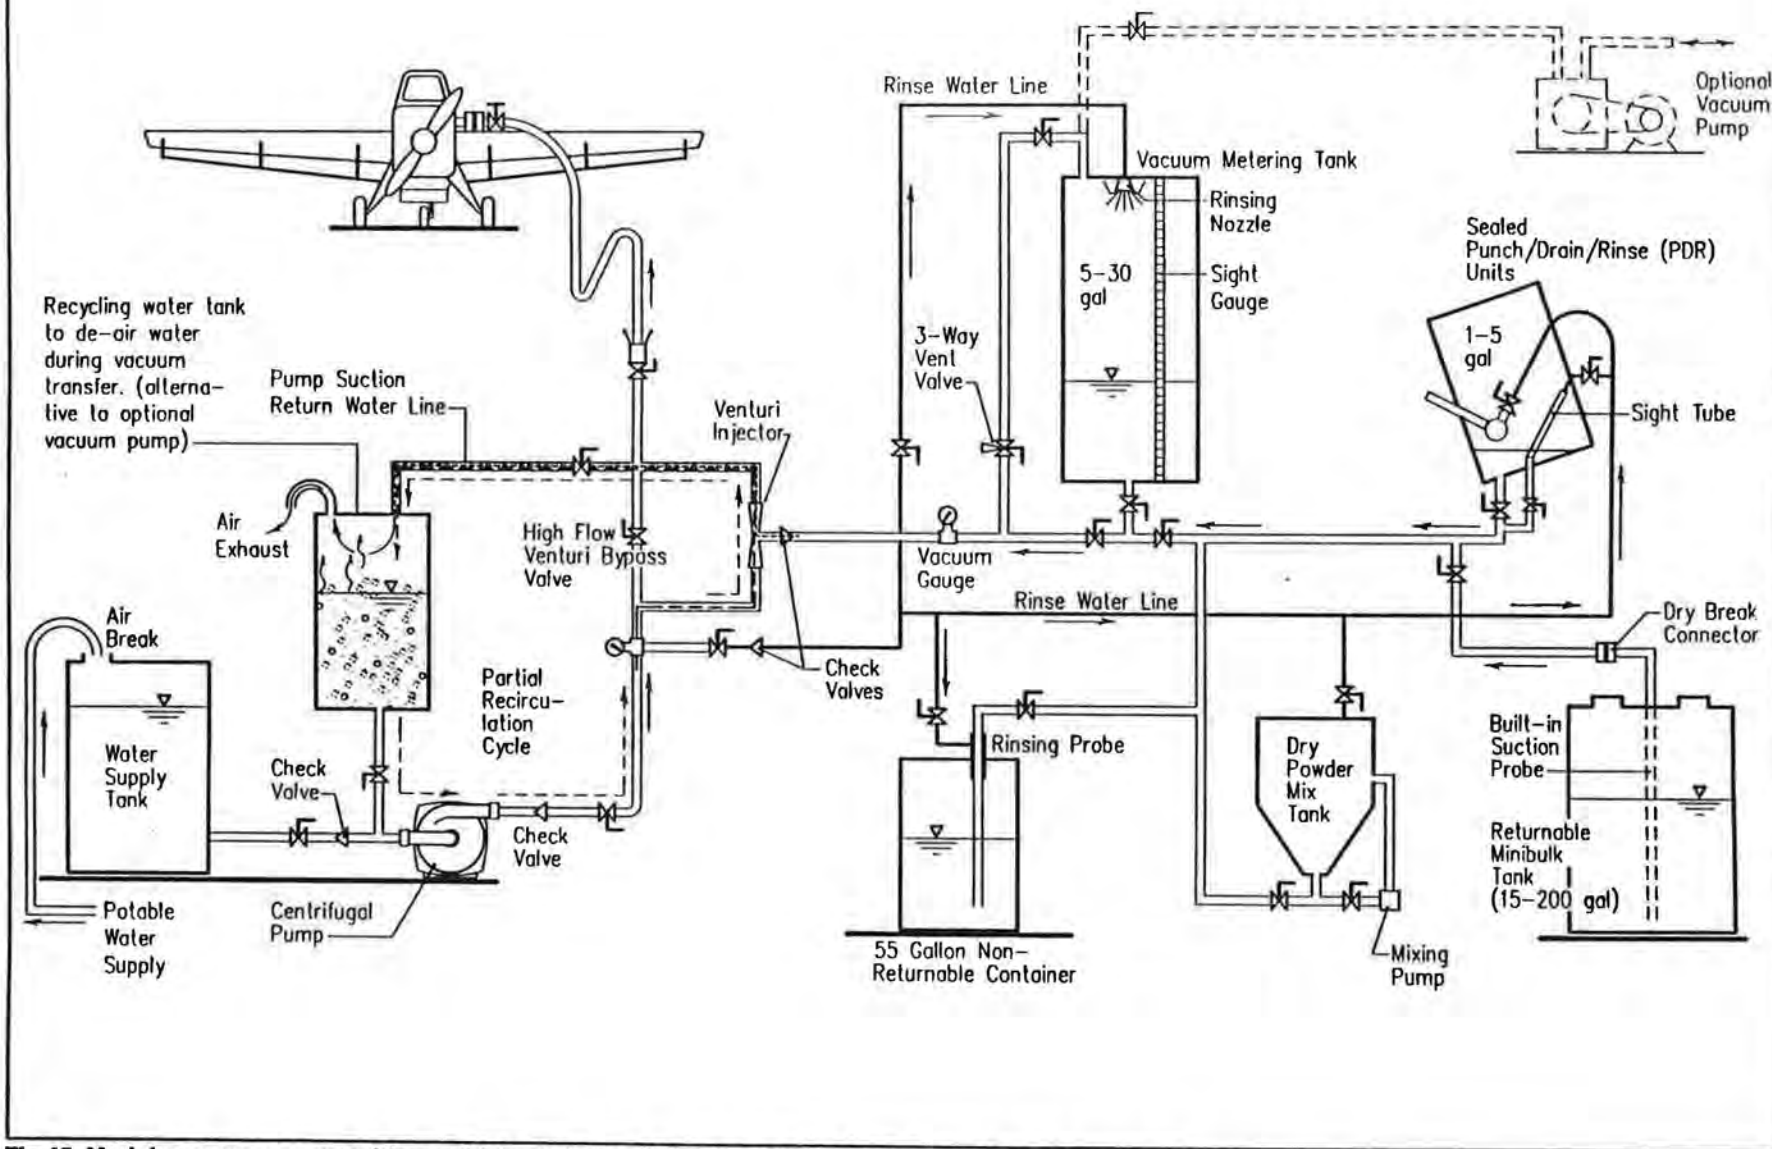 Rinse Water Line
Optional
Vacuum
Pump
Vacuum Metering Tank
Rinsing
Nozzle
5-30
gal
Sight
Gauge
Sealed
Punch/Drain/Rinse (PDR)
Units
1-5
gal
Sight Tube
3-Way
Vent
Valve
Recycling water tank
to de-air water
during vacuum
transfer. (alterna-
tive to optional
vacuum pump)
Pump Suction
Return Water Line
Venturi
Injector
Air
Exhaust
High Flow
Venturi Bypass
Valve
Vacuum
Gauge
Rinse Water Line
Dry Break
Connector
Air
Break
Check
Valves
Partial
Recircu-
lation
Cycle
Water
Supply
Tank
Check
Valve
Check
Valve
Rinsing Probe
Dry
Powder
Mix
Tank
Built-in
Suction
Probe
Returnable
Minibulk
Tank
(15-200 gal)
Potable
Water
Supply
Centrifugal
Pump
55 Gallon Non-
Returnable Container
Mixing
Pump